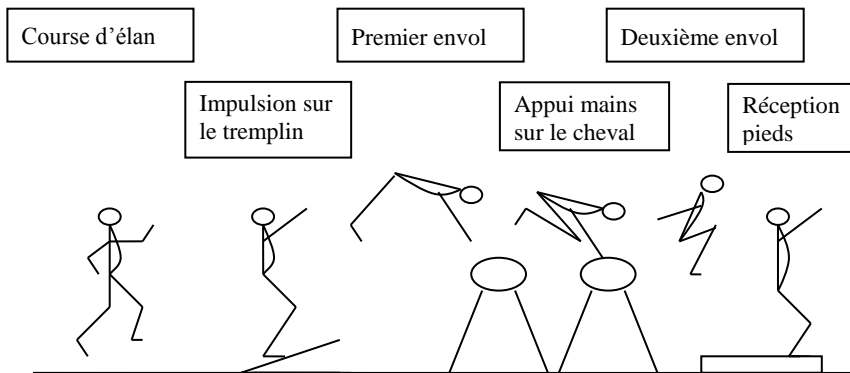 Course d'élan
Impulsion sur
le tremplin
Premier envol
Appui mains
sur le cheval
Deuxième envol
Réception
pieds